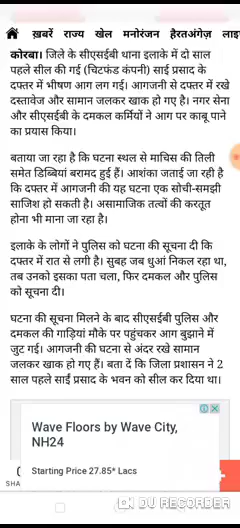 ख़बरें राज्य खेल मनोरंजन हैरतअंगेज़ लाइ
कोरबा। जिले के सीएसईबी थाना इलाके में दो साल
पहले सील की गई (चिटफंड कंपनी) साईं प्रसाद के
दफ्तर में भीषण आग लग गई। आगजनी से दफ्तर में रखे
दस्तावेज और सामान जलकर खाक हो गए है। नगर सेना
और सीएसईबी के दमकल कर्मियों ने आग पर काबू पाने
का प्रयास किया।
बताया जा रहा है कि घटना स्थल से माचिस की तिली
समेत डिब्बियां बरामद हुई हैं। आशंका जताई जा रही है
कि दफ्तर में आगजनी की यह घटना एक सोची-समझी
साजिश हो सकती है। असामाजिक तत्वों की करतूत
होना भी माना जा रहा है।
इलाके के लोगों ने पुलिस को घटना की सूचना दी कि
दफ्तर में रात से लगी है। सुबह जब धुआं निकल रहा था,
तब उनको इसका पता चला, फिर दमकल और पुलिस
को सूचना दी।
घटना की सूचना मिलने के बाद सीएसईबी पुलिस और
दमकल की गाड़ियां मौके पर पहुंचकर आग बुझाने में
जुट गई। आगजनी की घटना से अंदर रखे सामान
जलकर खाक हो गए हैं। बता दें कि जिला प्रशासन ने 2
साल पहले साईं प्रसाद के भवन को सील कर दिया था।
Wave Floors by Wave City,
NH24
Starting Price 27.85* Lacs
SHA
DU RECORDER